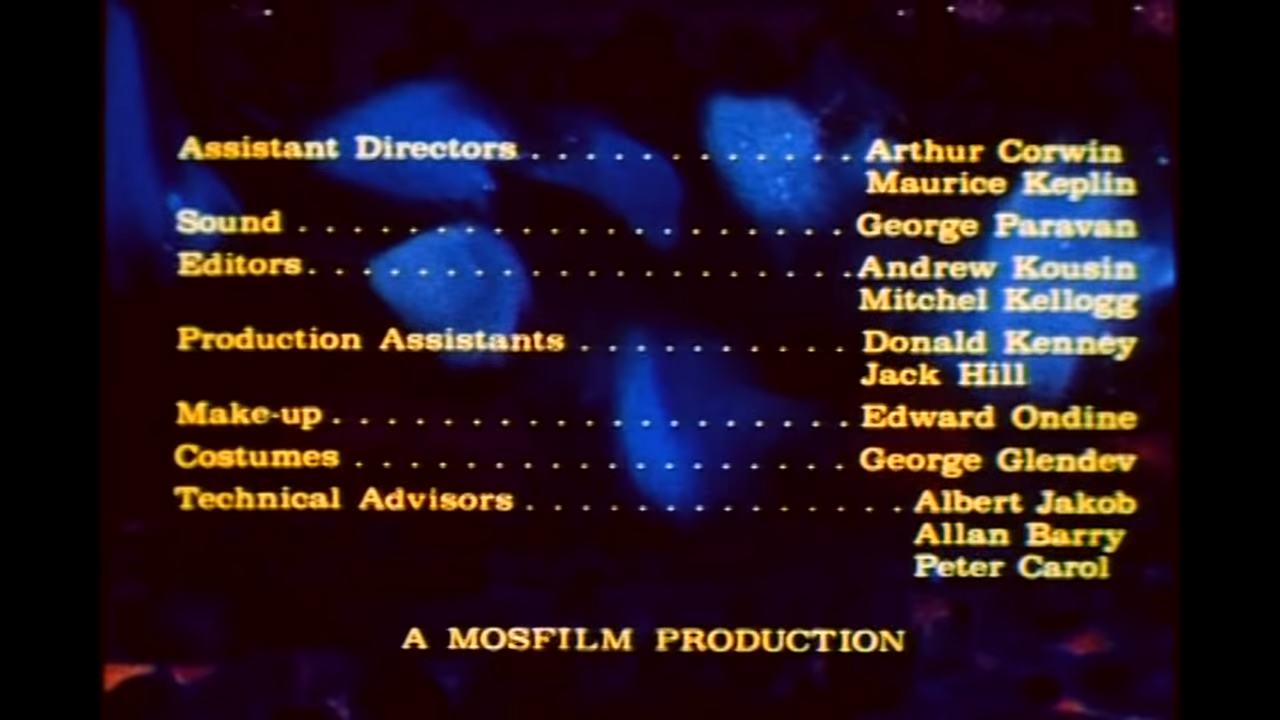 Assistant Directors . . . . . . . . . . . . Arthur Corwin
Maurice Keplin
Sound . . . . . . . . . . . . . . . . . . . . George Paravan
Editors . . . . . . . . . . . . . . . . . . . . Andrew Kousin
Mitchel Kellogg
Production Assistants . . . . . . . . . . Donald Kenney
Jack Hill
Make-up . . . . . . . . . . . . . . . . . . . Edward Ondine
Costumes . . . . . . . . . . . . . . . . . . George Glendev
Technical Advisors . . . . . . . . . . . . . . Albert Jakob
Allan Barry
Peter Carol
A MOSFILM PRODUCTION